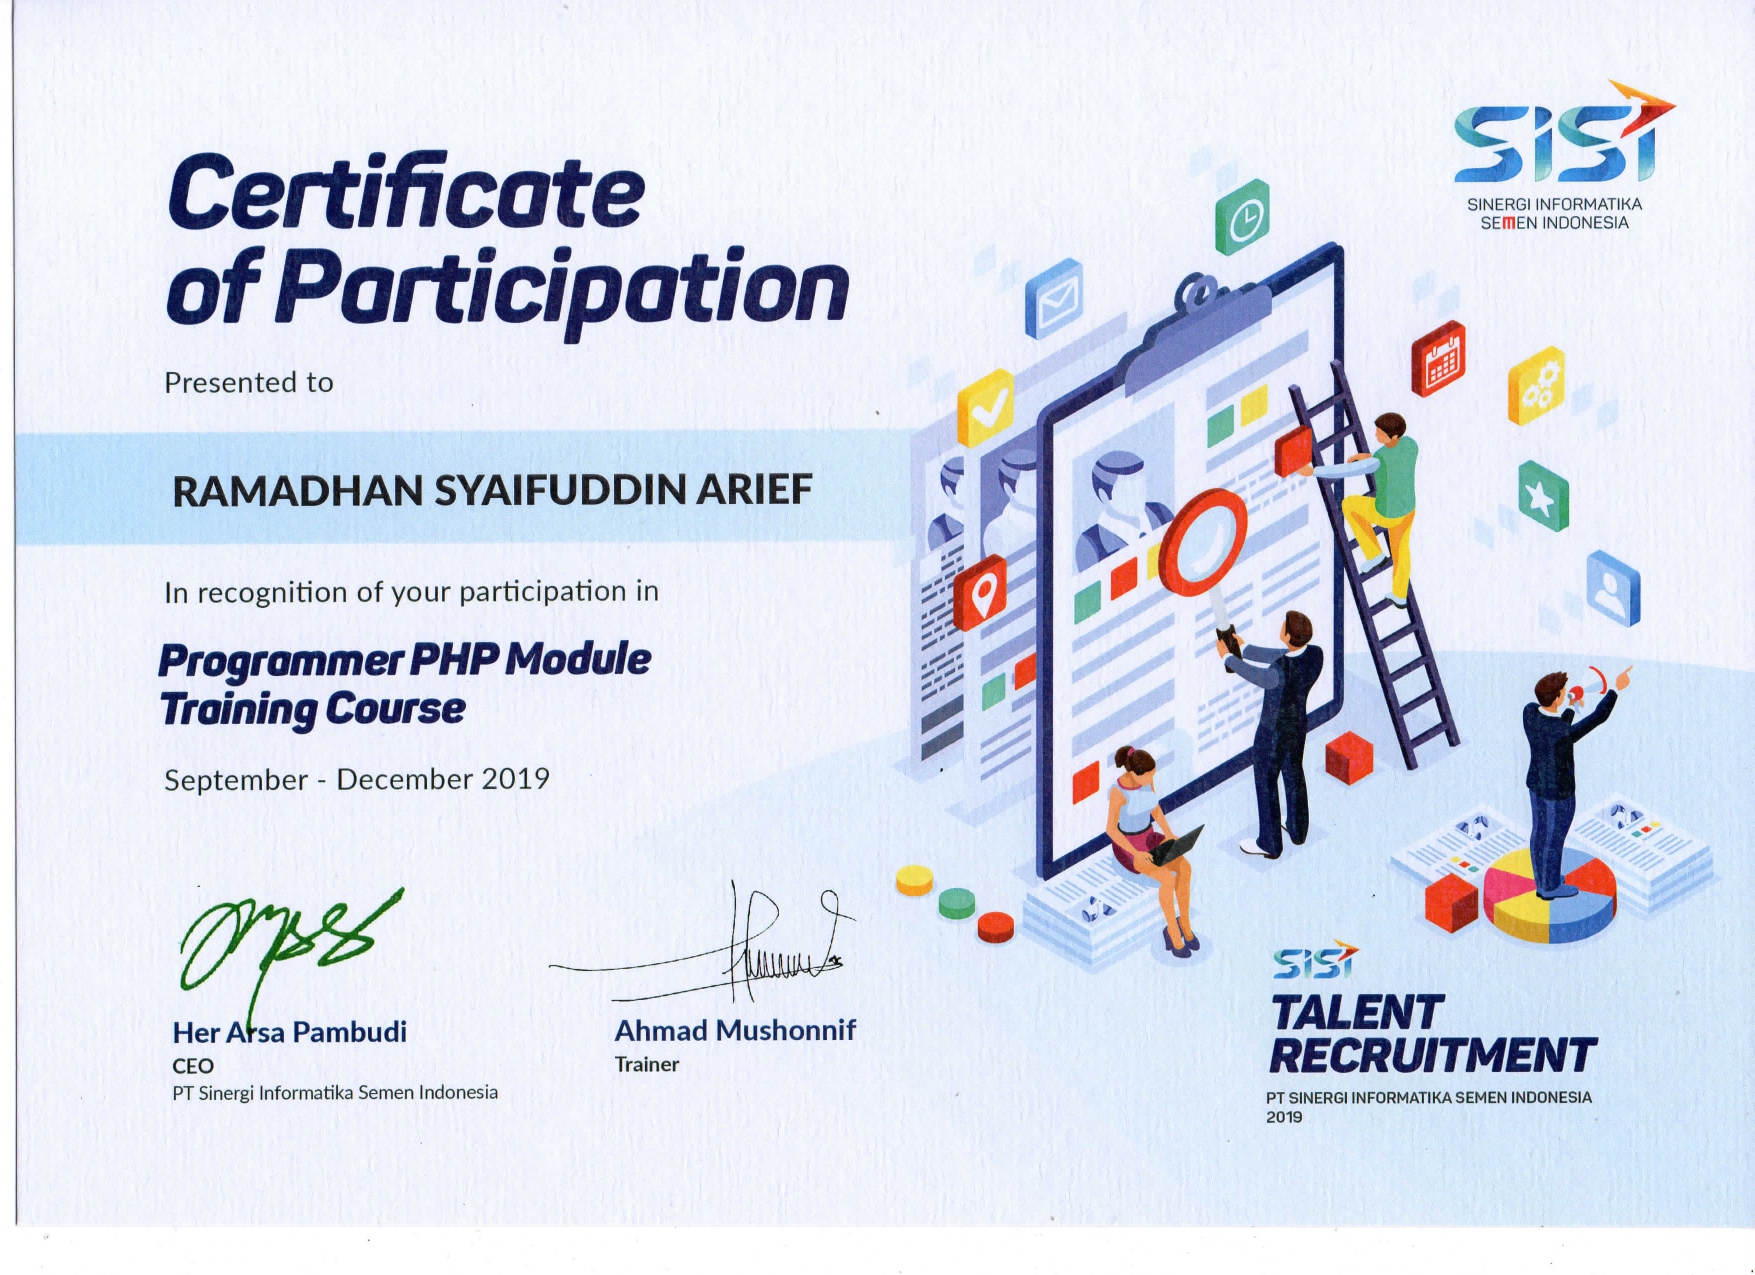 SiSi
SINERGI INFORMATIKA
SEMEN INDONESIA
Certificate
of Participation
Presented to
RAMADHAN SYAIFUDDIN ARIEF
In recognition of your participation in
Programmer PHP Module
Training Course
September - December 2019
Her Arsa Pambudi
CEO
PT Sinergi Informatika Semen Indonesia
Ahmad Mushonnif
Trainer
SiSi
TALENT
RECRUITMENT
PT SINERGI INFORMATIKA SEMEN INDONESIA
2019